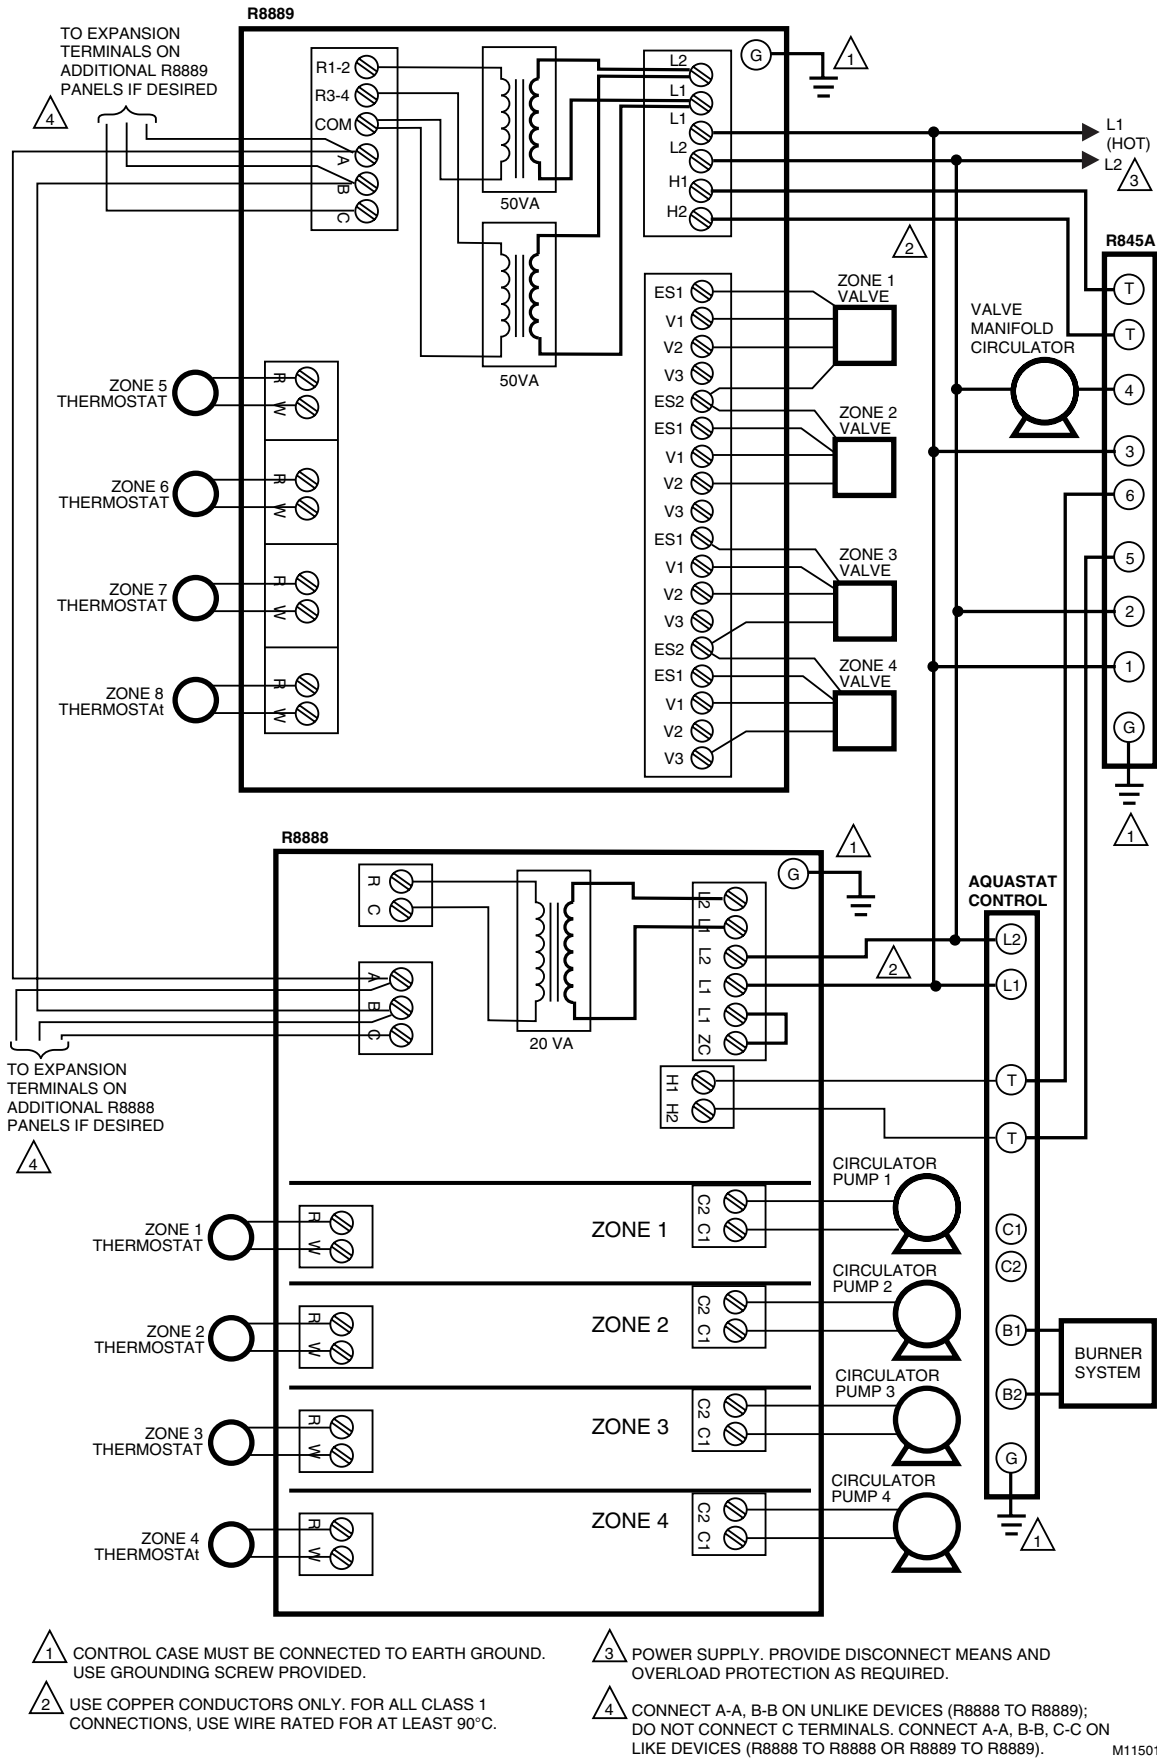 R8889
TO EXPANSION
TERMINALS ON
ADDITIONAL R8889
PANELS IF DESIRED
4
R1-2
R3-4
COM
A
B
C
50VA
50VA
L2
L1
L1
L2
H1
H2
G
1
L1
(HOT)
L2
3
2
R845A
T
T
4
3
6
5
2
1
G
1
VALVE
MANIFOLD
CIRCULATOR
ES1
V1
V2
V3
ES2
ES1
V1
V2
V3
ES1
V1
V2
V3
ES2
ES1
V1
V2
V3
ZONE 1
VALVE
ZONE 2
VALVE
ZONE 3
VALVE
ZONE 4
VALVE
ZONE 5
THERMOSTAT
R
W
ZONE 6
THERMOSTAT
R
W
ZONE 7
THERMOSTAT
R
W
ZONE 8
THERMOSTAt
R
W
R8888
R
C
20 VA
L2
L1
L2
L1
L1
ZC
G
1
2
A
B
C
TO EXPANSION
TERMINALS ON
ADDITIONAL R8888
PANELS IF DESIRED
4
H1
H2
AQUASTAT
CONTROL
L2
L1
T
T
C1
C2
B1
B2
G
1
BURNER
SYSTEM
ZONE 1
THERMOSTAT
R
W
ZONE 1
C2
C1
CIRCULATOR
PUMP 1
ZONE 2
THERMOSTAT
R
W
ZONE 2
C2
C1
CIRCULATOR
PUMP 2
ZONE 3
THERMOSTAT
R
W
ZONE 3
C2
C1
CIRCULATOR
PUMP 3
ZONE 4
THERMOSTAt
R
W
ZONE 4
C2
C1
CIRCULATOR
PUMP 4
1 CONTROL CASE MUST BE CONNECTED TO EARTH GROUND.
USE GROUNDING SCREW PROVIDED.
2 USE COPPER CONDUCTORS ONLY. FOR ALL CLASS 1
CONNECTIONS, USE WIRE RATED FOR AT LEAST 90°C.
3 POWER SUPPLY. PROVIDE DISCONNECT MEANS AND
OVERLOAD PROTECTION AS REQUIRED.
4 CONNECT A-A, B-B ON UNLIKE DEVICES (R8888 TO R8889);
DO NOT CONNECT C TERMINALS. CONNECT A-A, B-B, C-C ON
LIKE DEVICES (R8888 TO R8888 OR R8889 TO R8889).
M11501